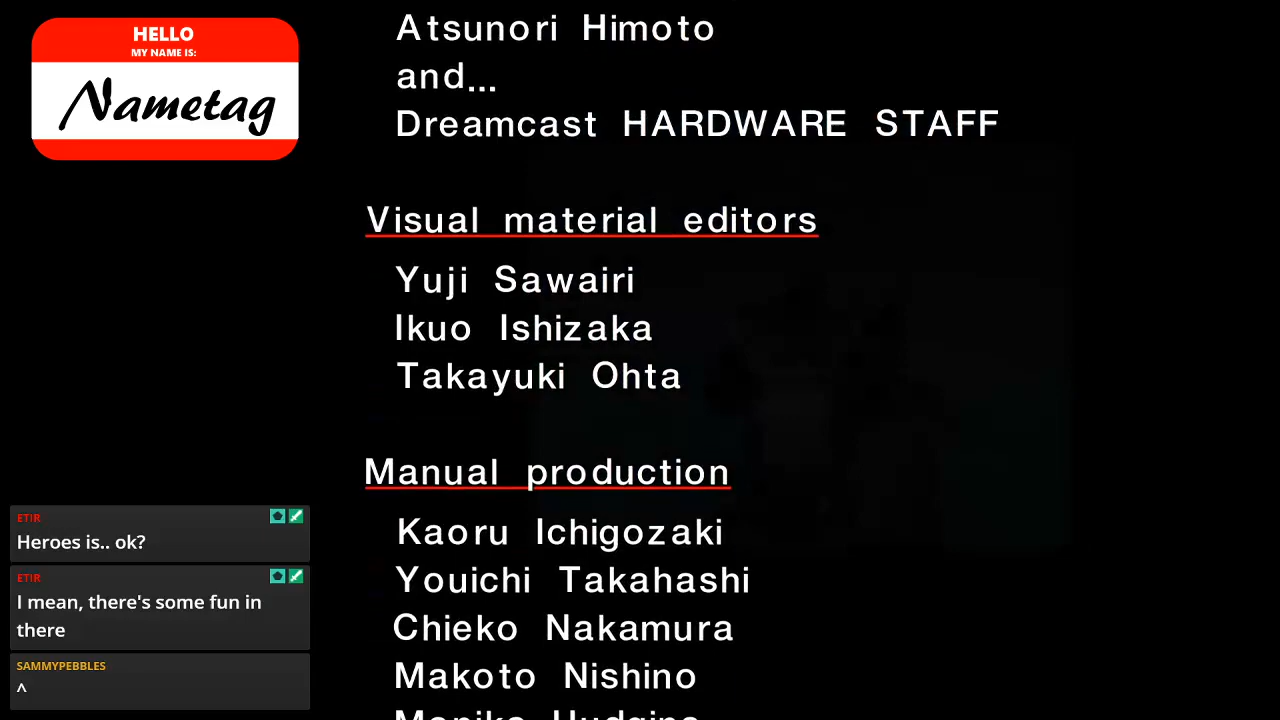 HELLO
MY NAME IS:
Nametag
Atsunori Himoto
and...
Dreamcast HARDWARE STAFF
Visual material editors
Yuji Sawairi
Ikuo Ishizaka
Takayuki Ohta
Manual production
Kaoru Ichigozaki
Youichi Takahashi
Chieko Nakamura
Makoto Nishino
ETIR
Heroes is.. ok?
ETIR
I mean, there's some fun in
there
SAMMYPEBBLES
^